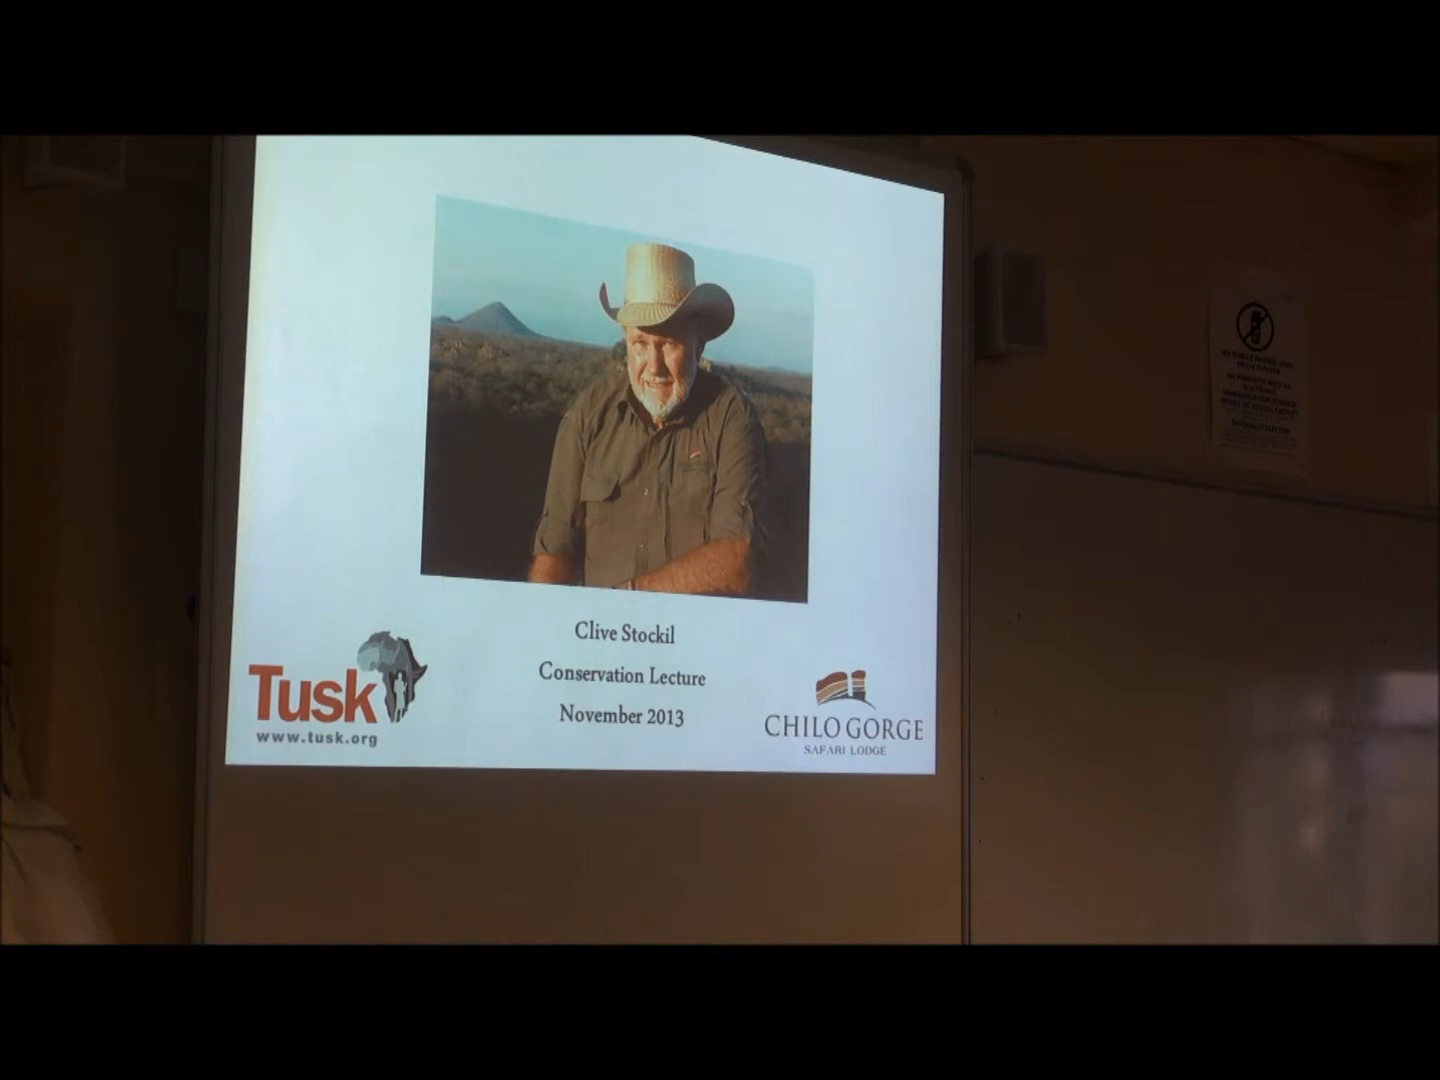 Clive Stockil
Conservation Lecture
November 2013
Tusk
www.tusk.org
CHILO GORGE
SAFARI LODGE